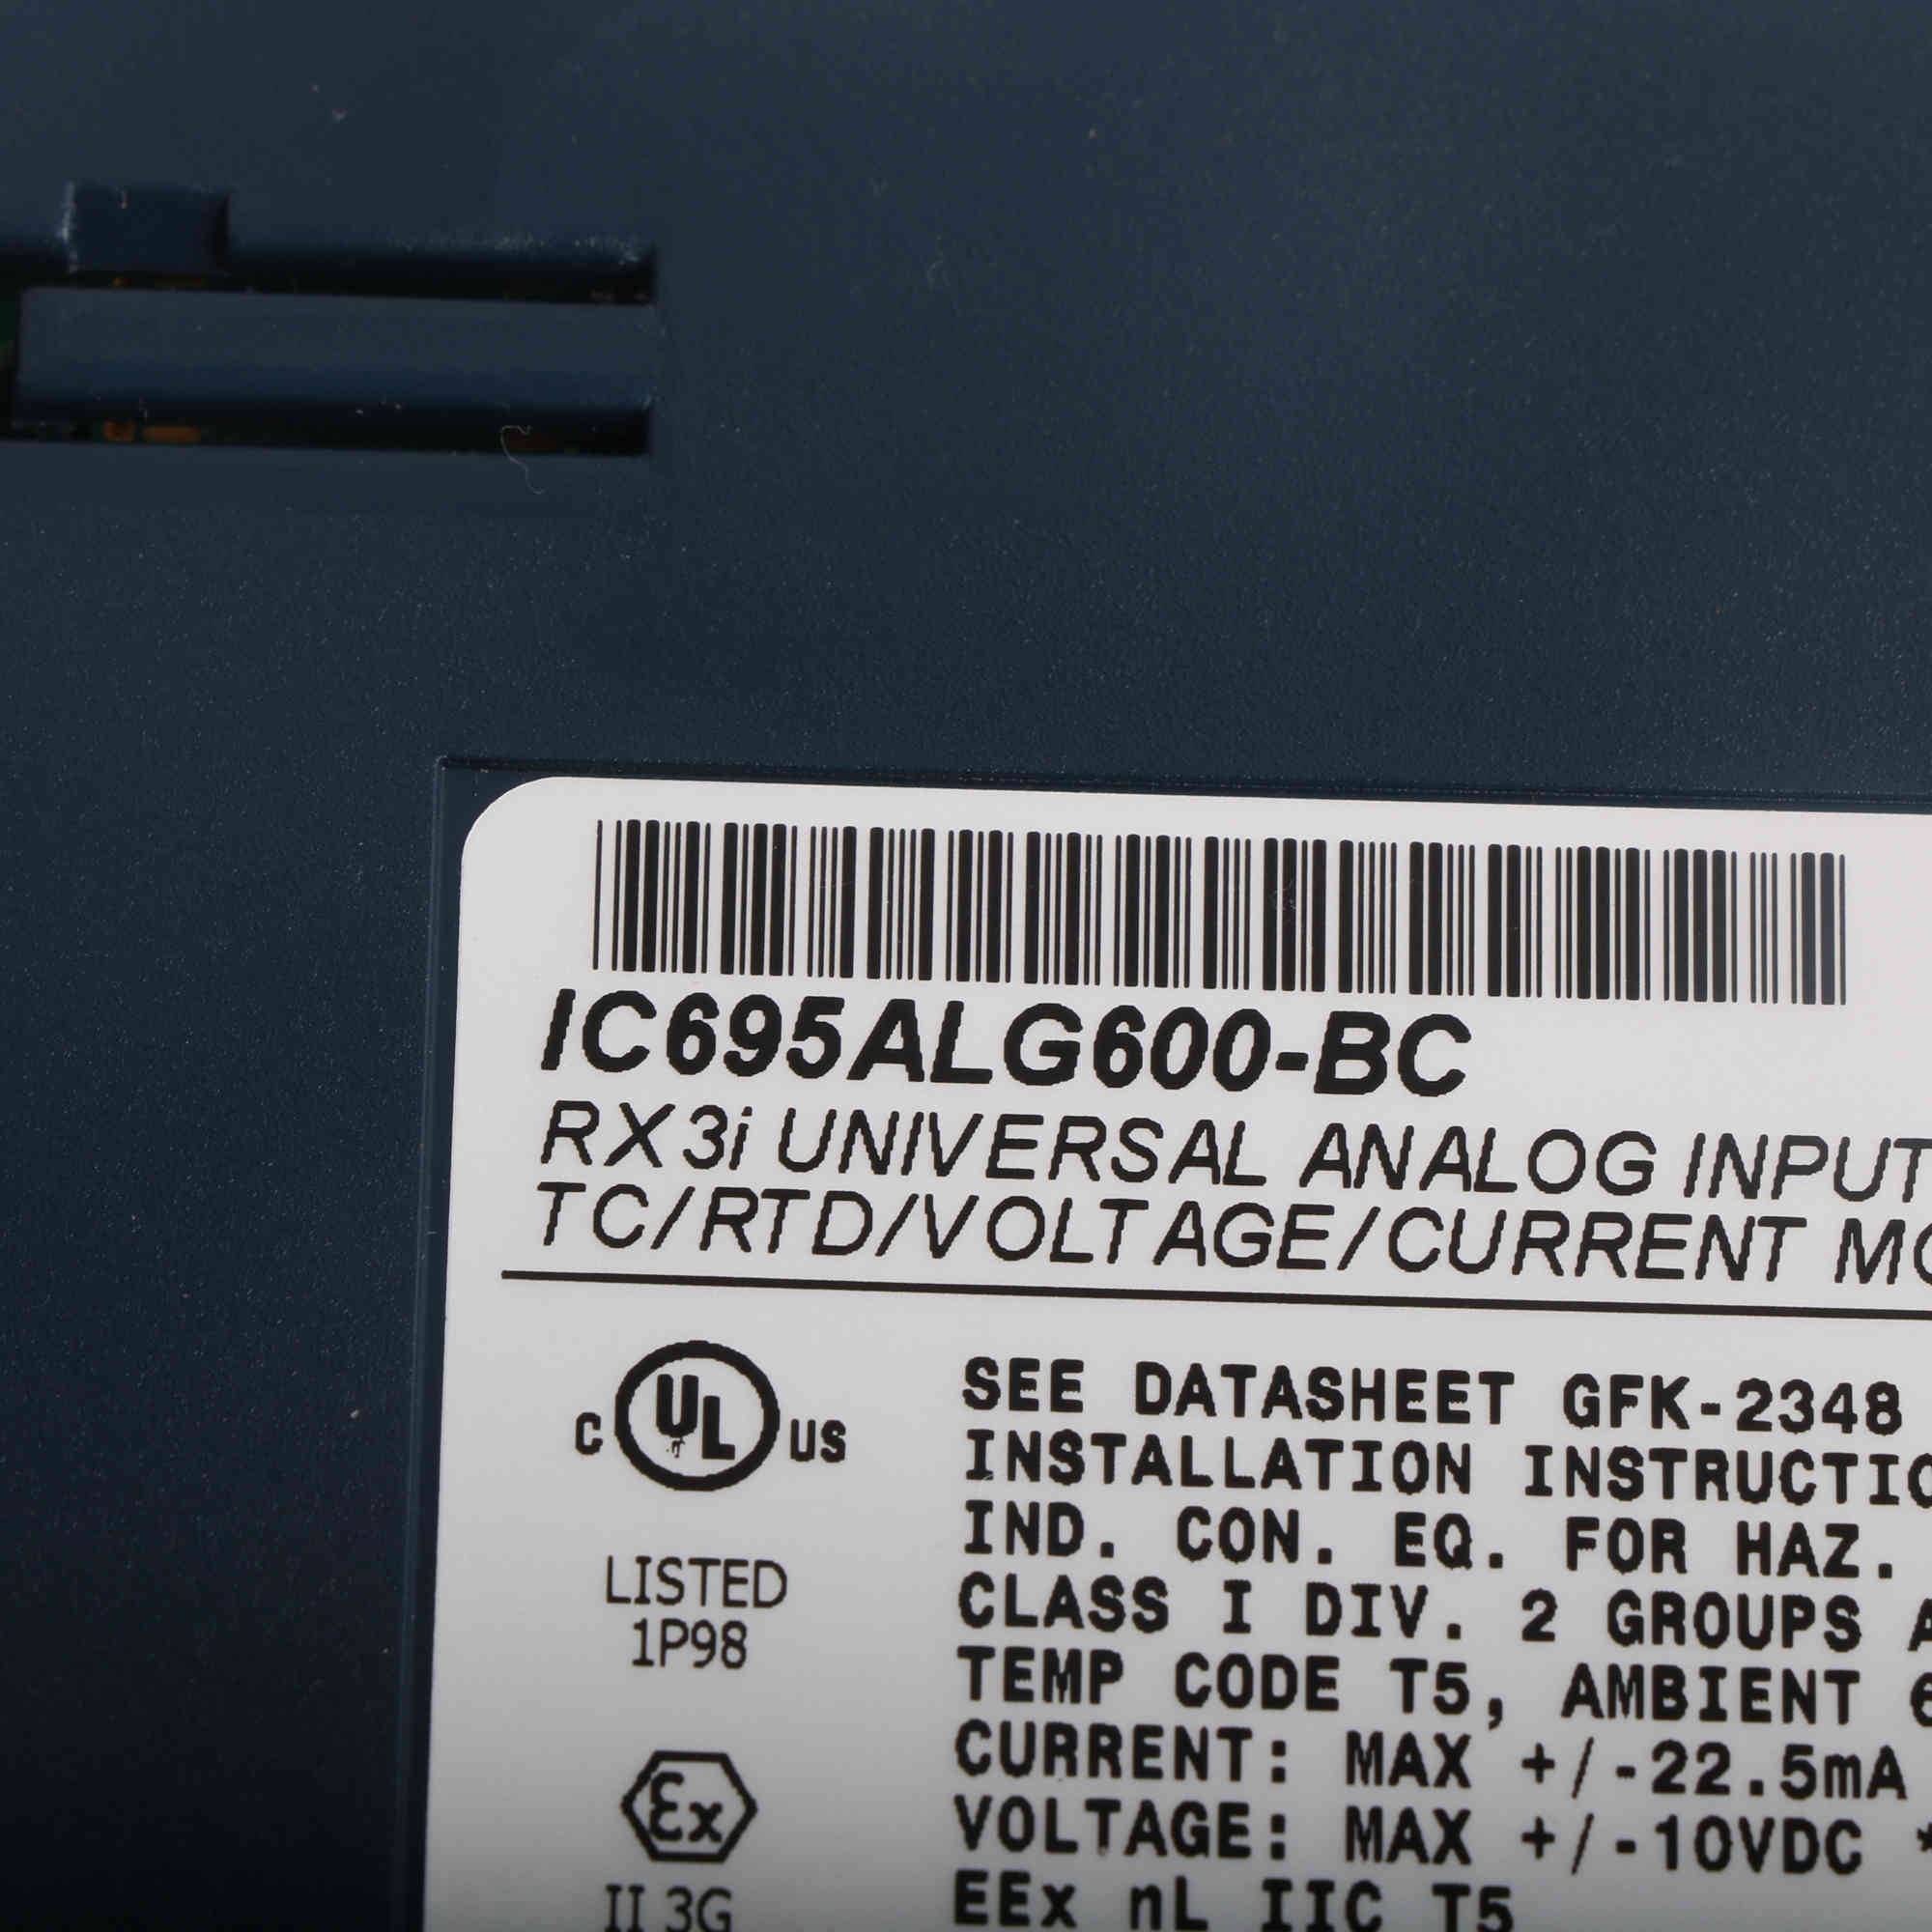 IC695ALG600-BC
RX3i UNIVERSAL ANALOG INPUT
TC/RTD/VOLTAGE/CURRENT
C UL US
LISTED
1P98
Ex
II 3G
SEE DATASHEET GFK-2348
INSTALLATION
IND. CON. EQ. FOR HAZ.
CLASS I DIV. 2 GROUPS
TEMP CODE T5, AMBIENT
CURRENT: MAX +/-22.5mA
VOLTAGE: MAX +/-10VDC
EEx nL IIC T5